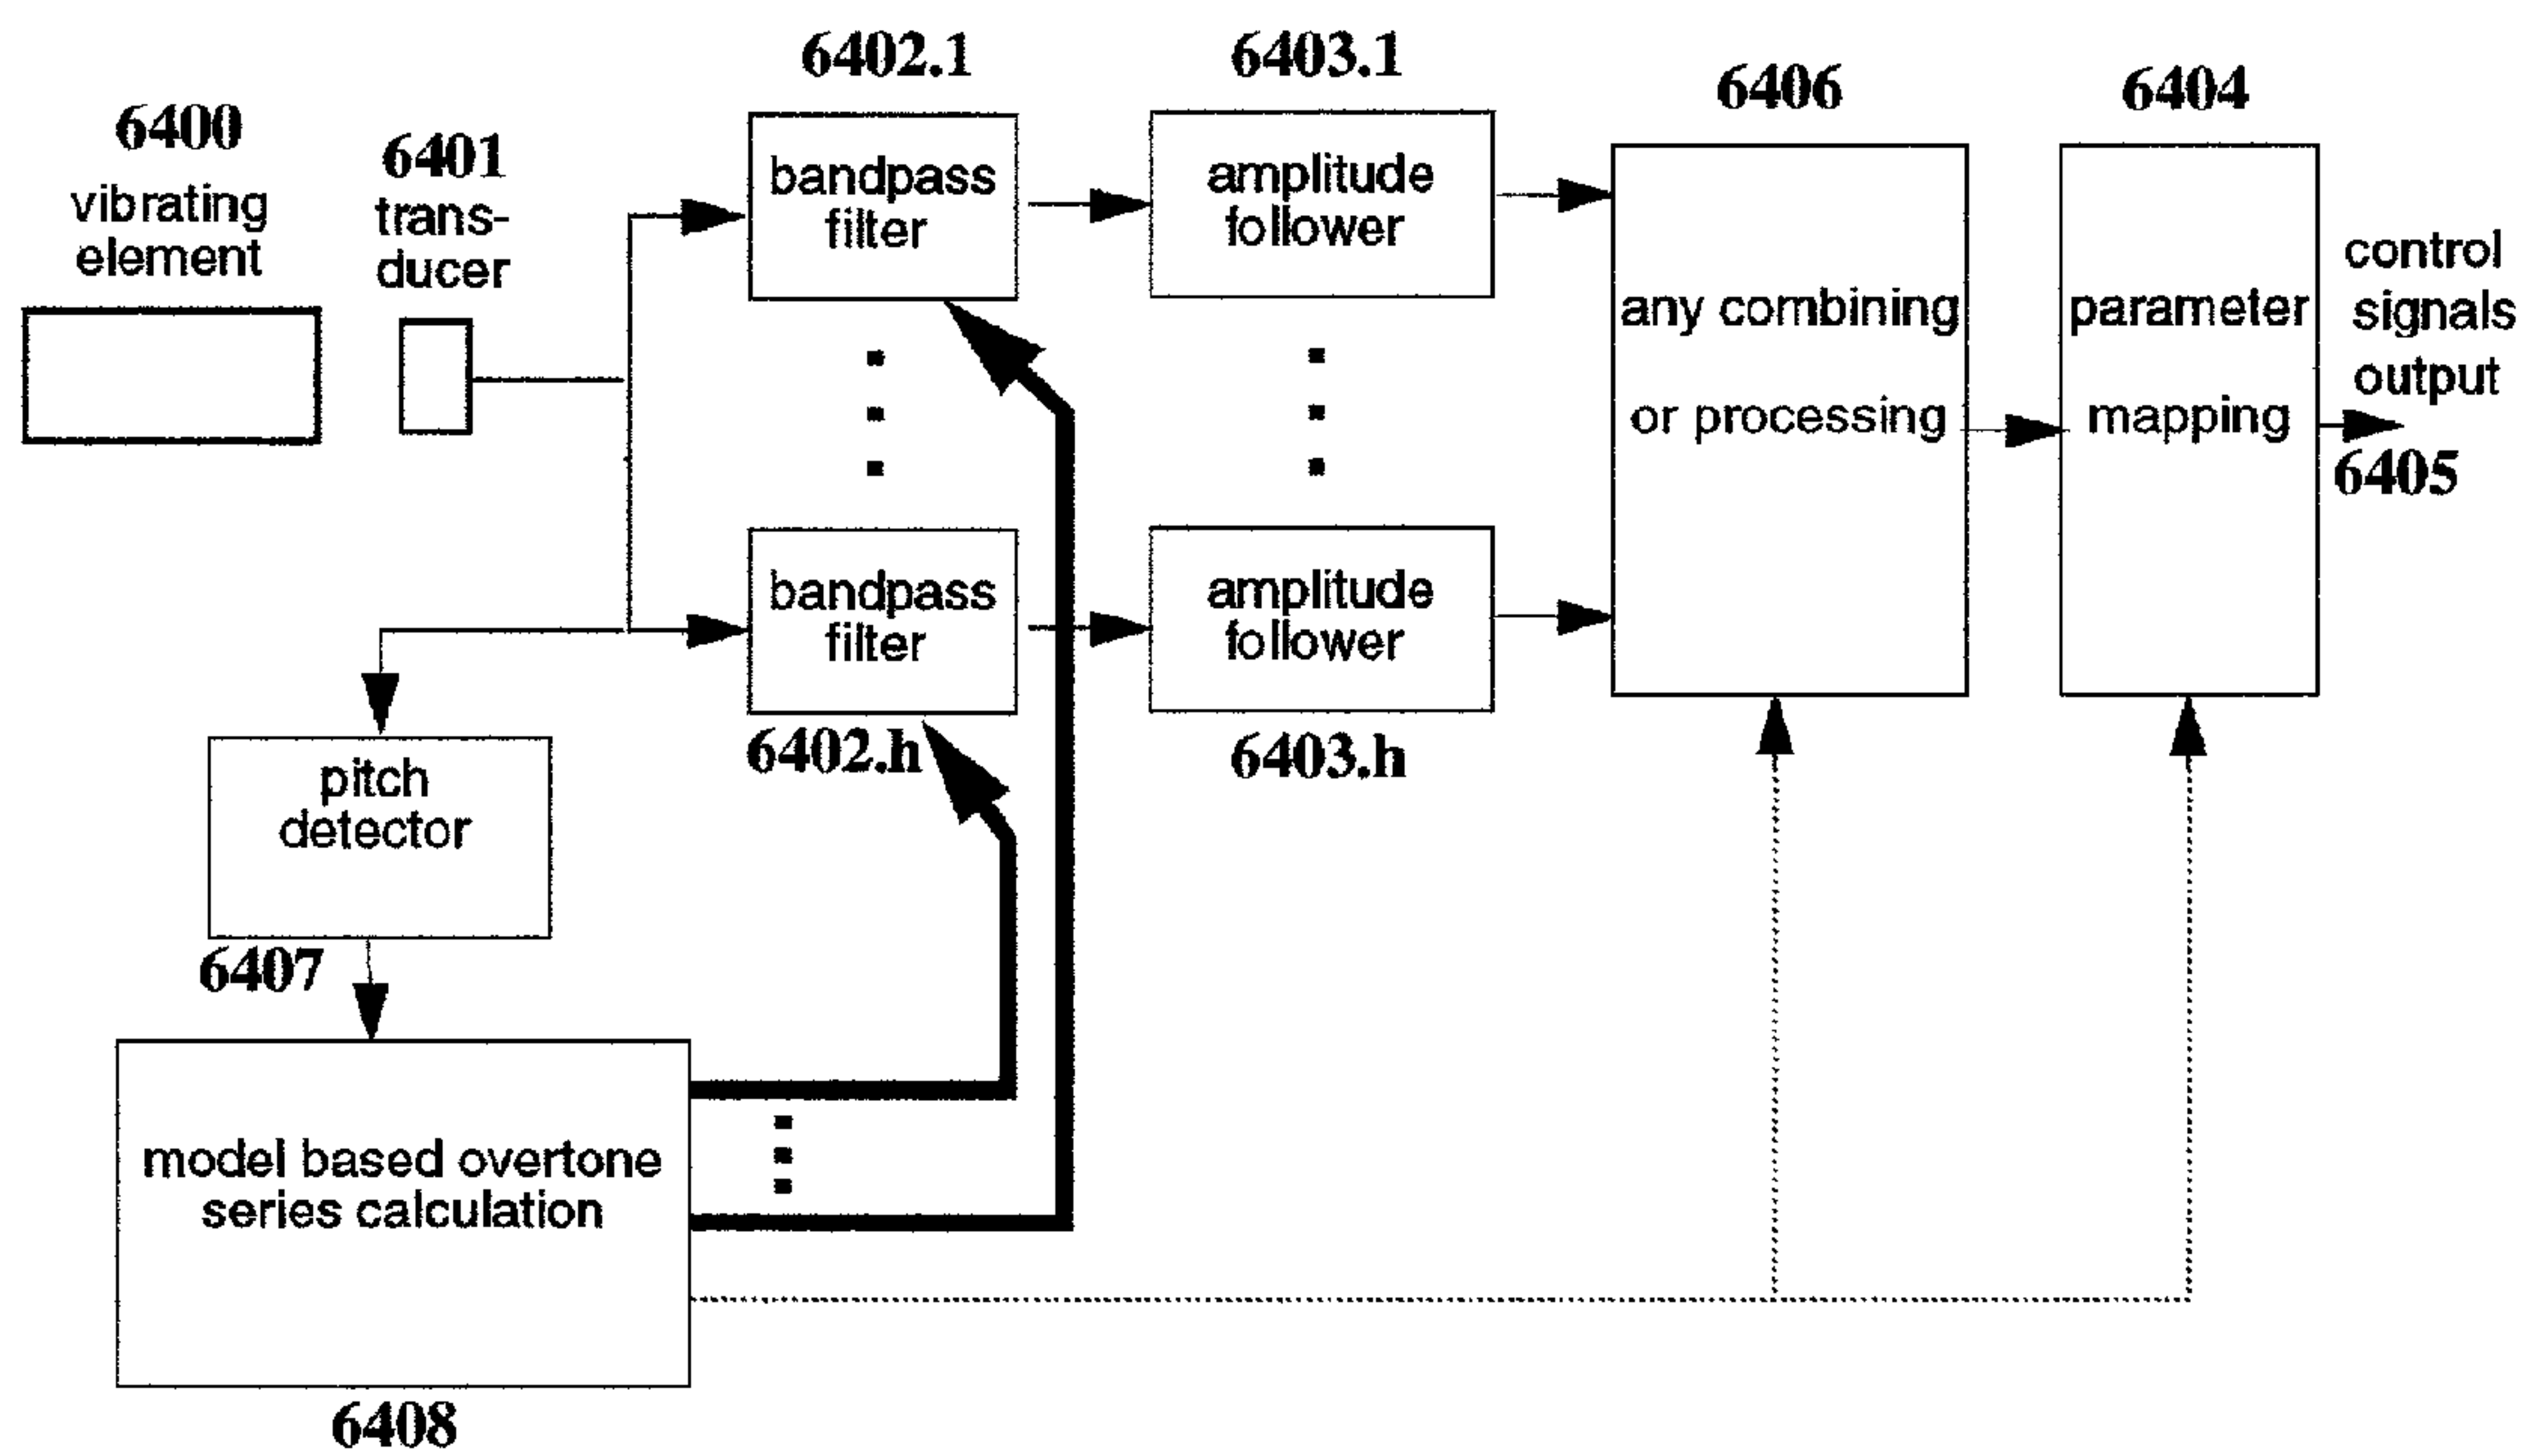 6400
vibrating
element
6401
trans-
ducer
6402.1
bandpass
filter
6403.1
amplitude
follower
6406
any combining
or processing
6404
parameter
mapping
control
signals
output
6405
bandpass
filter
6402.h
amplitude
follower
6403.h
pitch
detector
6407
model based overtone
series calculation
6408